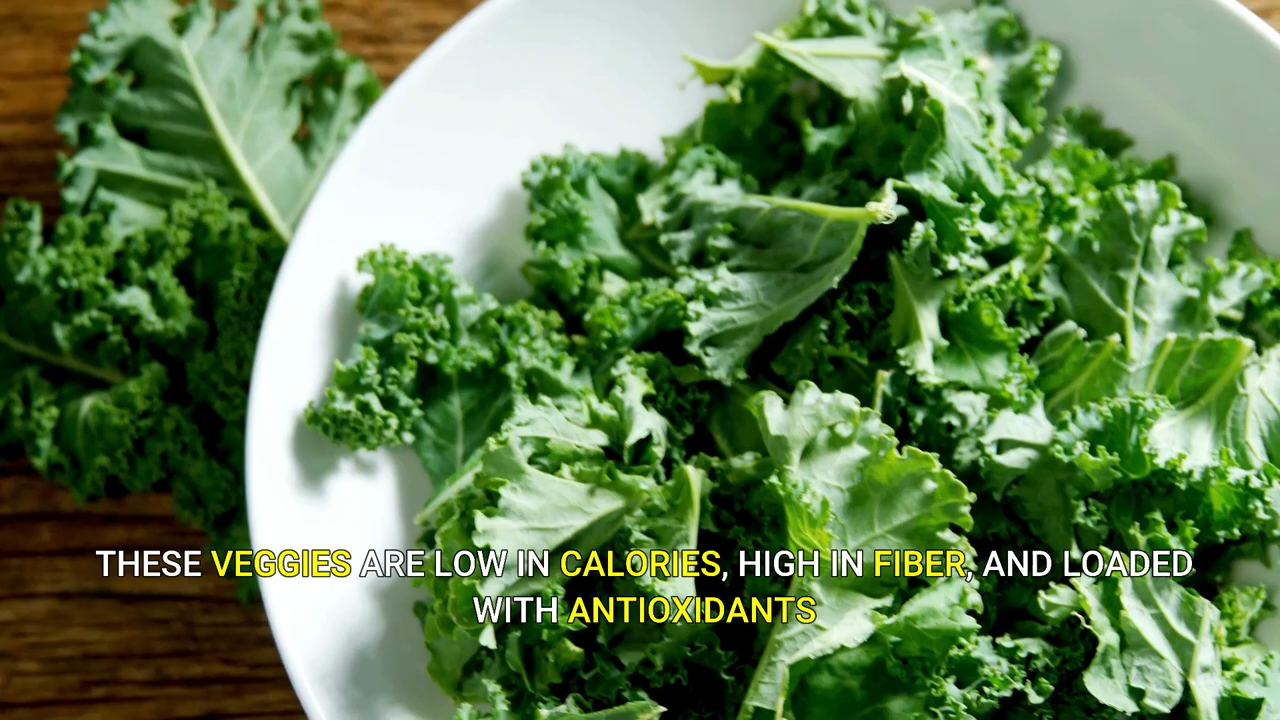 THESE VEGGIES ARE LOW IN CALORIES, HIGH IN FIBER, AND LOADED
WITH ANTIOXIDANTS